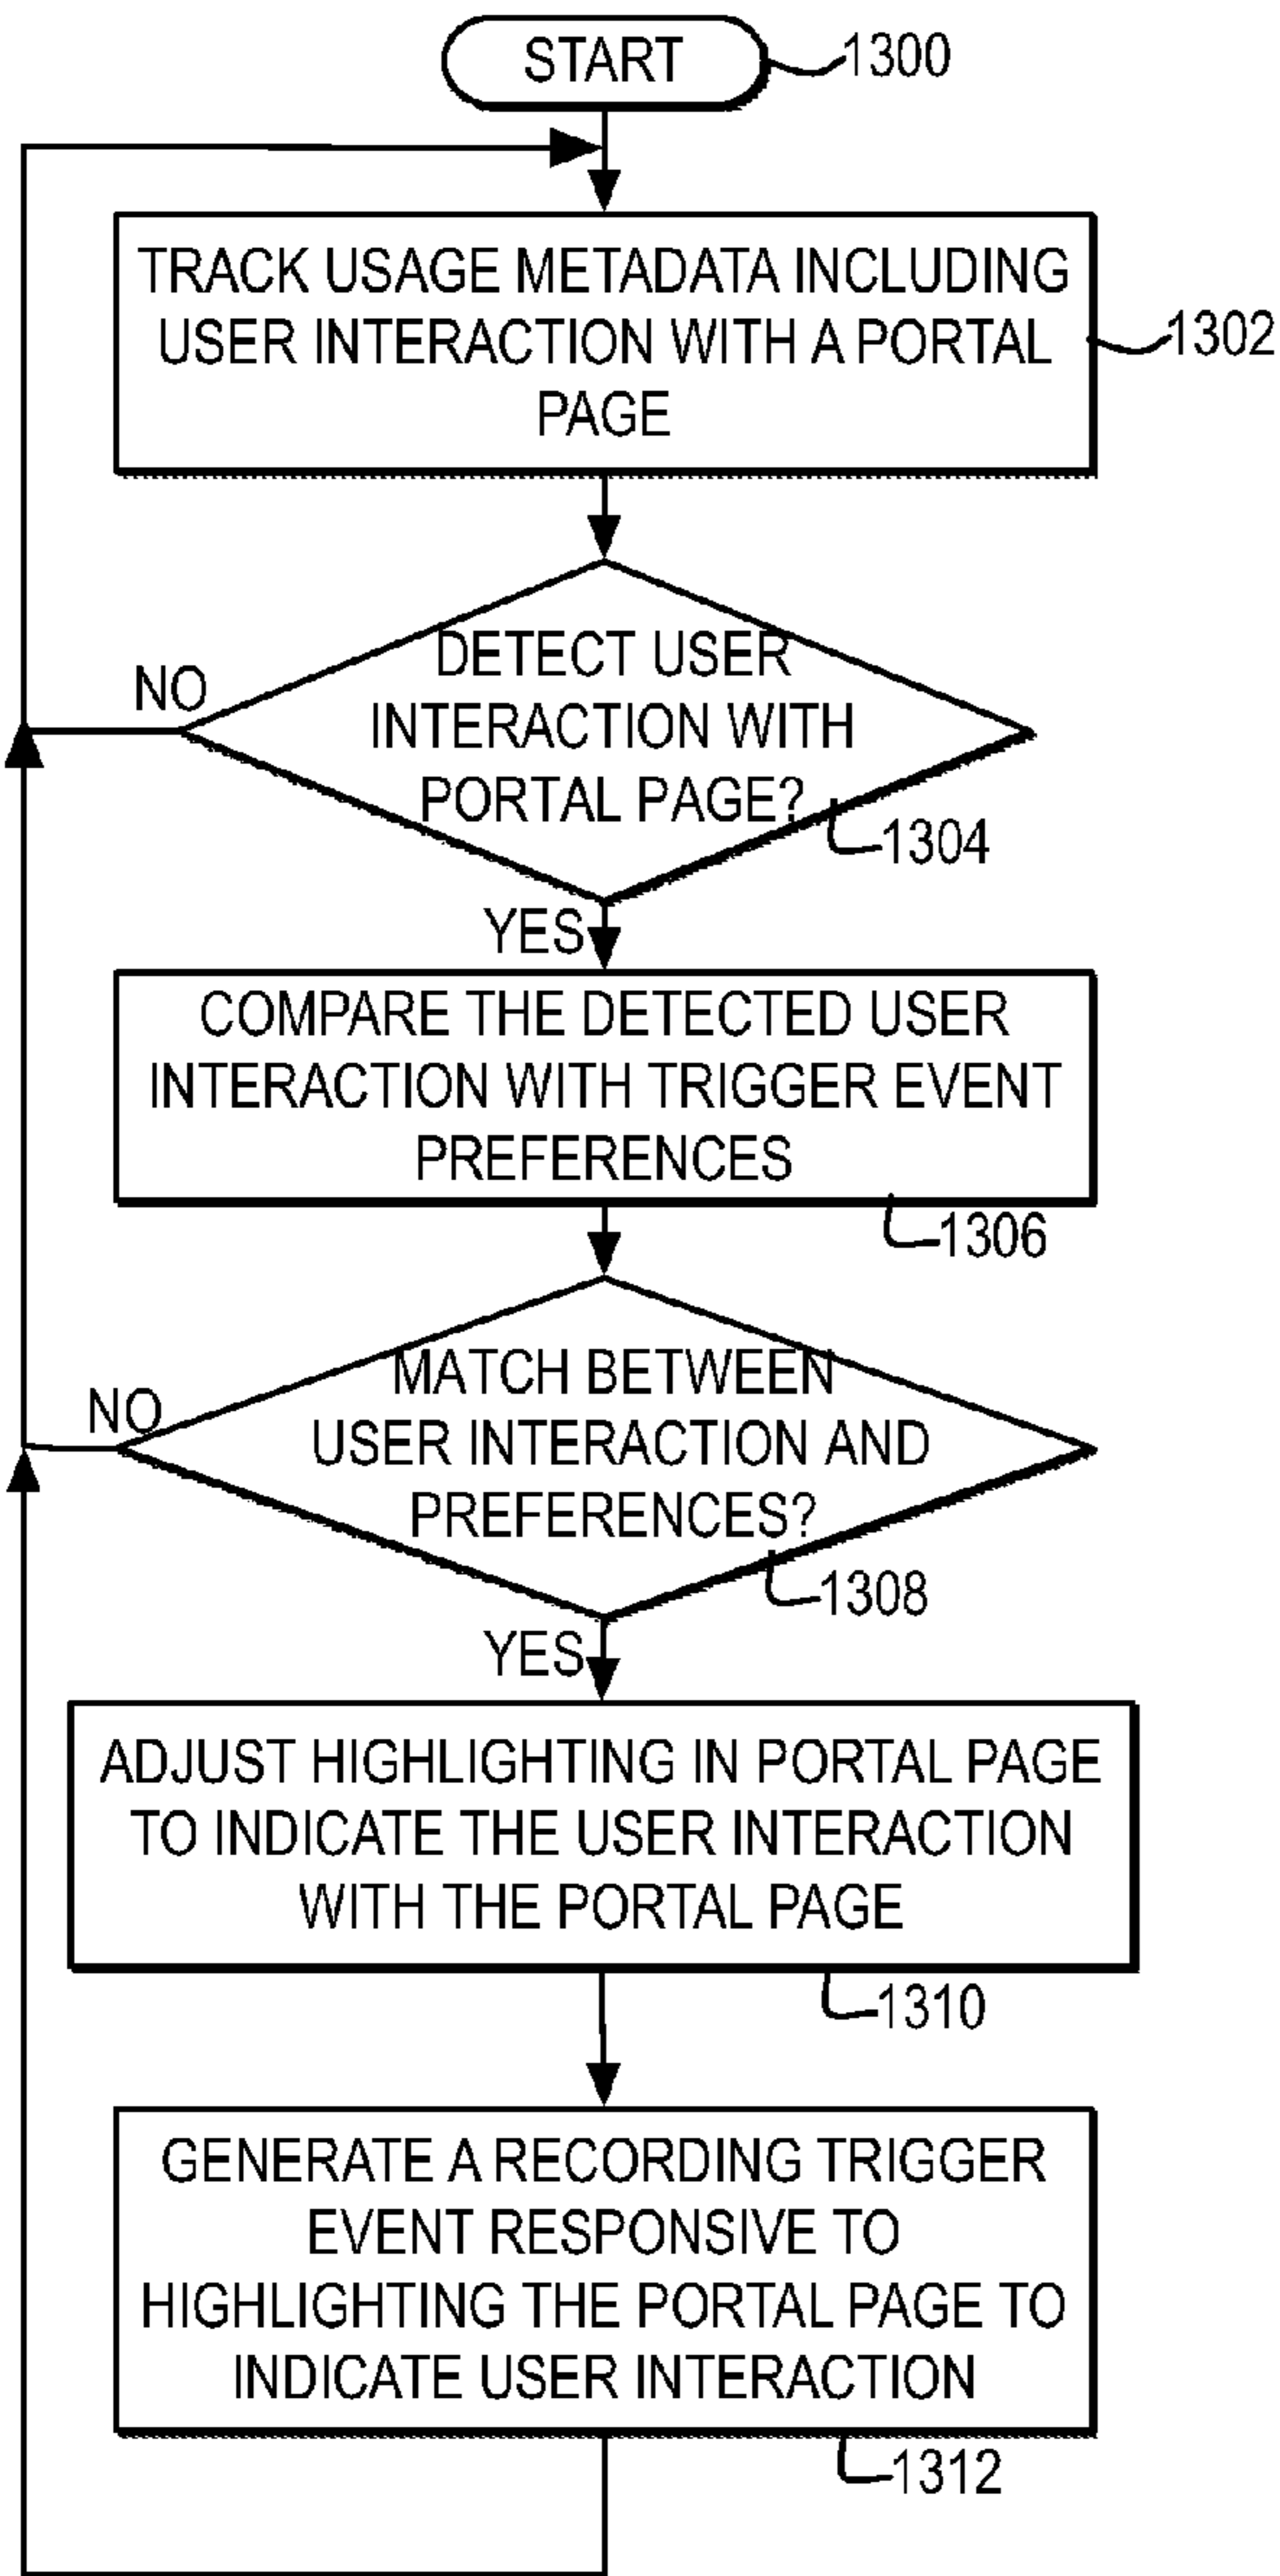 START
1300
TRACK USAGE METADATA INCLUDING
USER INTERACTION WITH A PORTAL
PAGE
1302
DETECT USER
INTERACTION WITH
PORTAL PAGE?
NO
1304
YES
COMPARE THE DETECTED USER
INTERACTION WITH TRIGGER EVENT
PREFERENCES
1306
MATCH BETWEEN
USER INTERACTION AND
PREFERENCES?
NO
1308
YES
ADJUST HIGHLIGHTING IN PORTAL PAGE
TO INDICATE THE USER INTERACTION
WITH THE PORTAL PAGE
1310
GENERATE A RECORDING TRIGGER
EVENT RESPONSIVE TO
HIGHLIGHTING THE PORTAL PAGE TO
INDICATE USER INTERACTION
1312